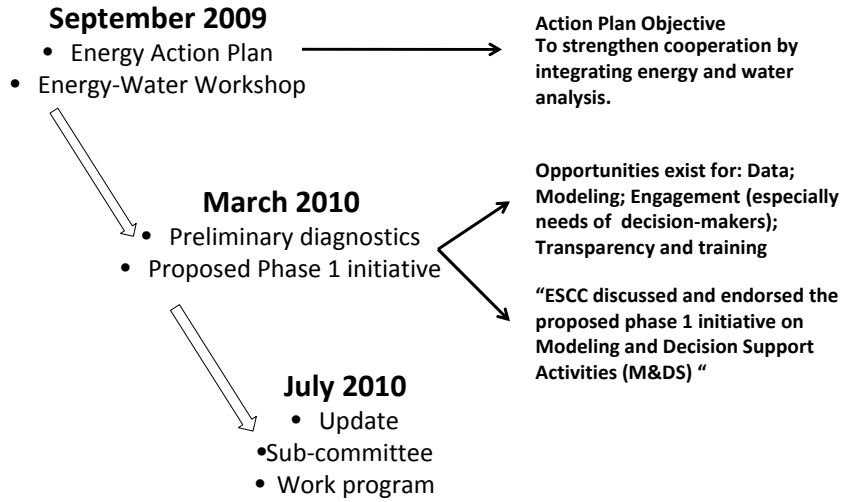 September 2009
• Energy Action Plan
• Energy-Water Workshop
Action Plan Objective
To strengthen cooperation by
integrating energy and water
analysis.
March 2010
• Preliminary diagnostics
• Proposed Phase 1 initiative
Opportunities exist for: Data;
Modeling; Engagement (especially
needs of decision-makers);
Transparency and training
“ESCC discussed and endorsed the
proposed phase 1 initiative on
Modeling and Decision Support
Activities (M&DS) “
July 2010
• Update
•Sub-committee
• Work program